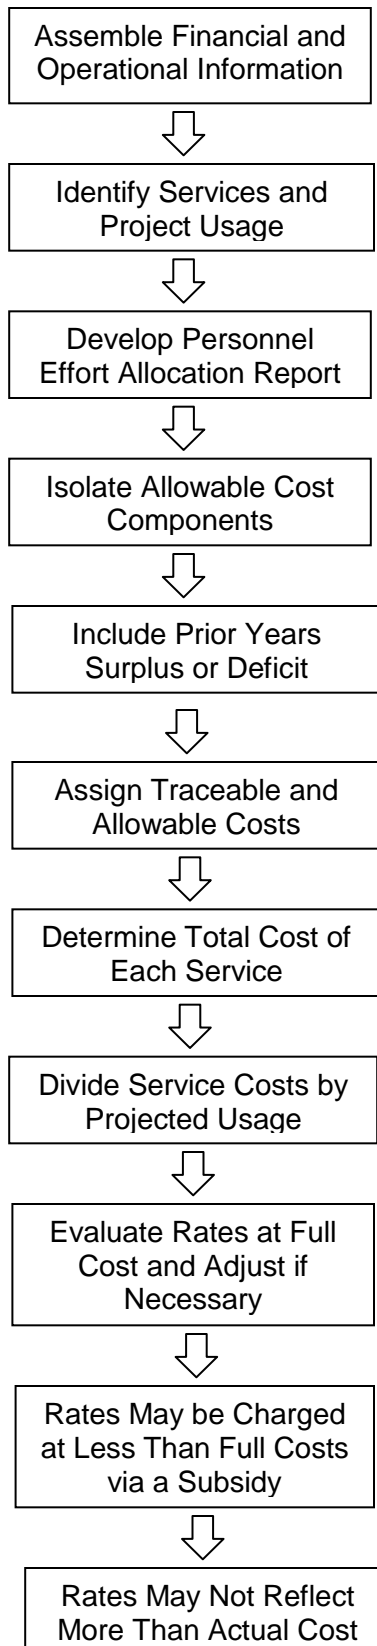 Assemble Financial and
Operational Information
Identify Services and
Project Usage
Develop Personnel
Effort Allocation Report
Isolate Allowable Cost
Components
Include Prior Years
Surplus or Deficit
Assign Traceable and
Allowable Costs
Determine Total Cost of
Each Service
Divide Service Costs by
Projected Usage
Evaluate Rates at Full
Cost and Adjust if
Necessary
Rates May be Charged
at Less Than Full Costs
via a Subsidy
Rates May Not Reflect
More Than Actual Cost